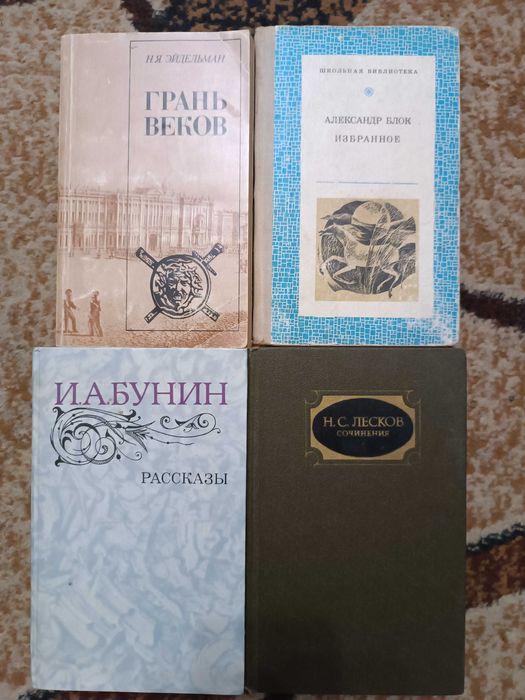 Н.Я. ЭЙДЕЛЬМАН
ГРАНЬ
ВЕКОВ
ШКОЛЬНАЯ БИБЛИОТЕКА
АЛЕКСАНДР БЛОК
ИЗБРАННОЕ
И.А.БУНИН
РАССКАЗЫ
Н. С. ЛЕСКОВ
СОЧИНЕНИЯ